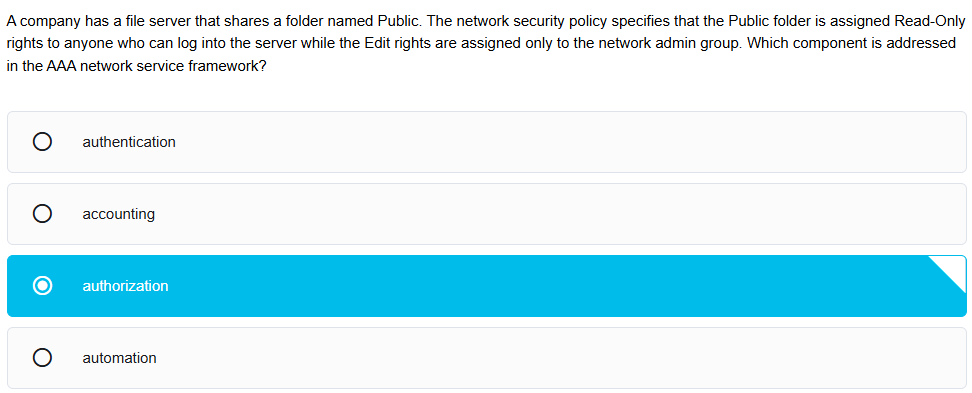 A company has a file server that shares a folder named Public. The network security policy specifies that the Public folder is assigned Read-Only
rights to anyone who can log into the server while the Edit rights are assigned only to the network admin group. Which component is addressed
in the AAA network service framework?
authentication
accounting
authorization
automation